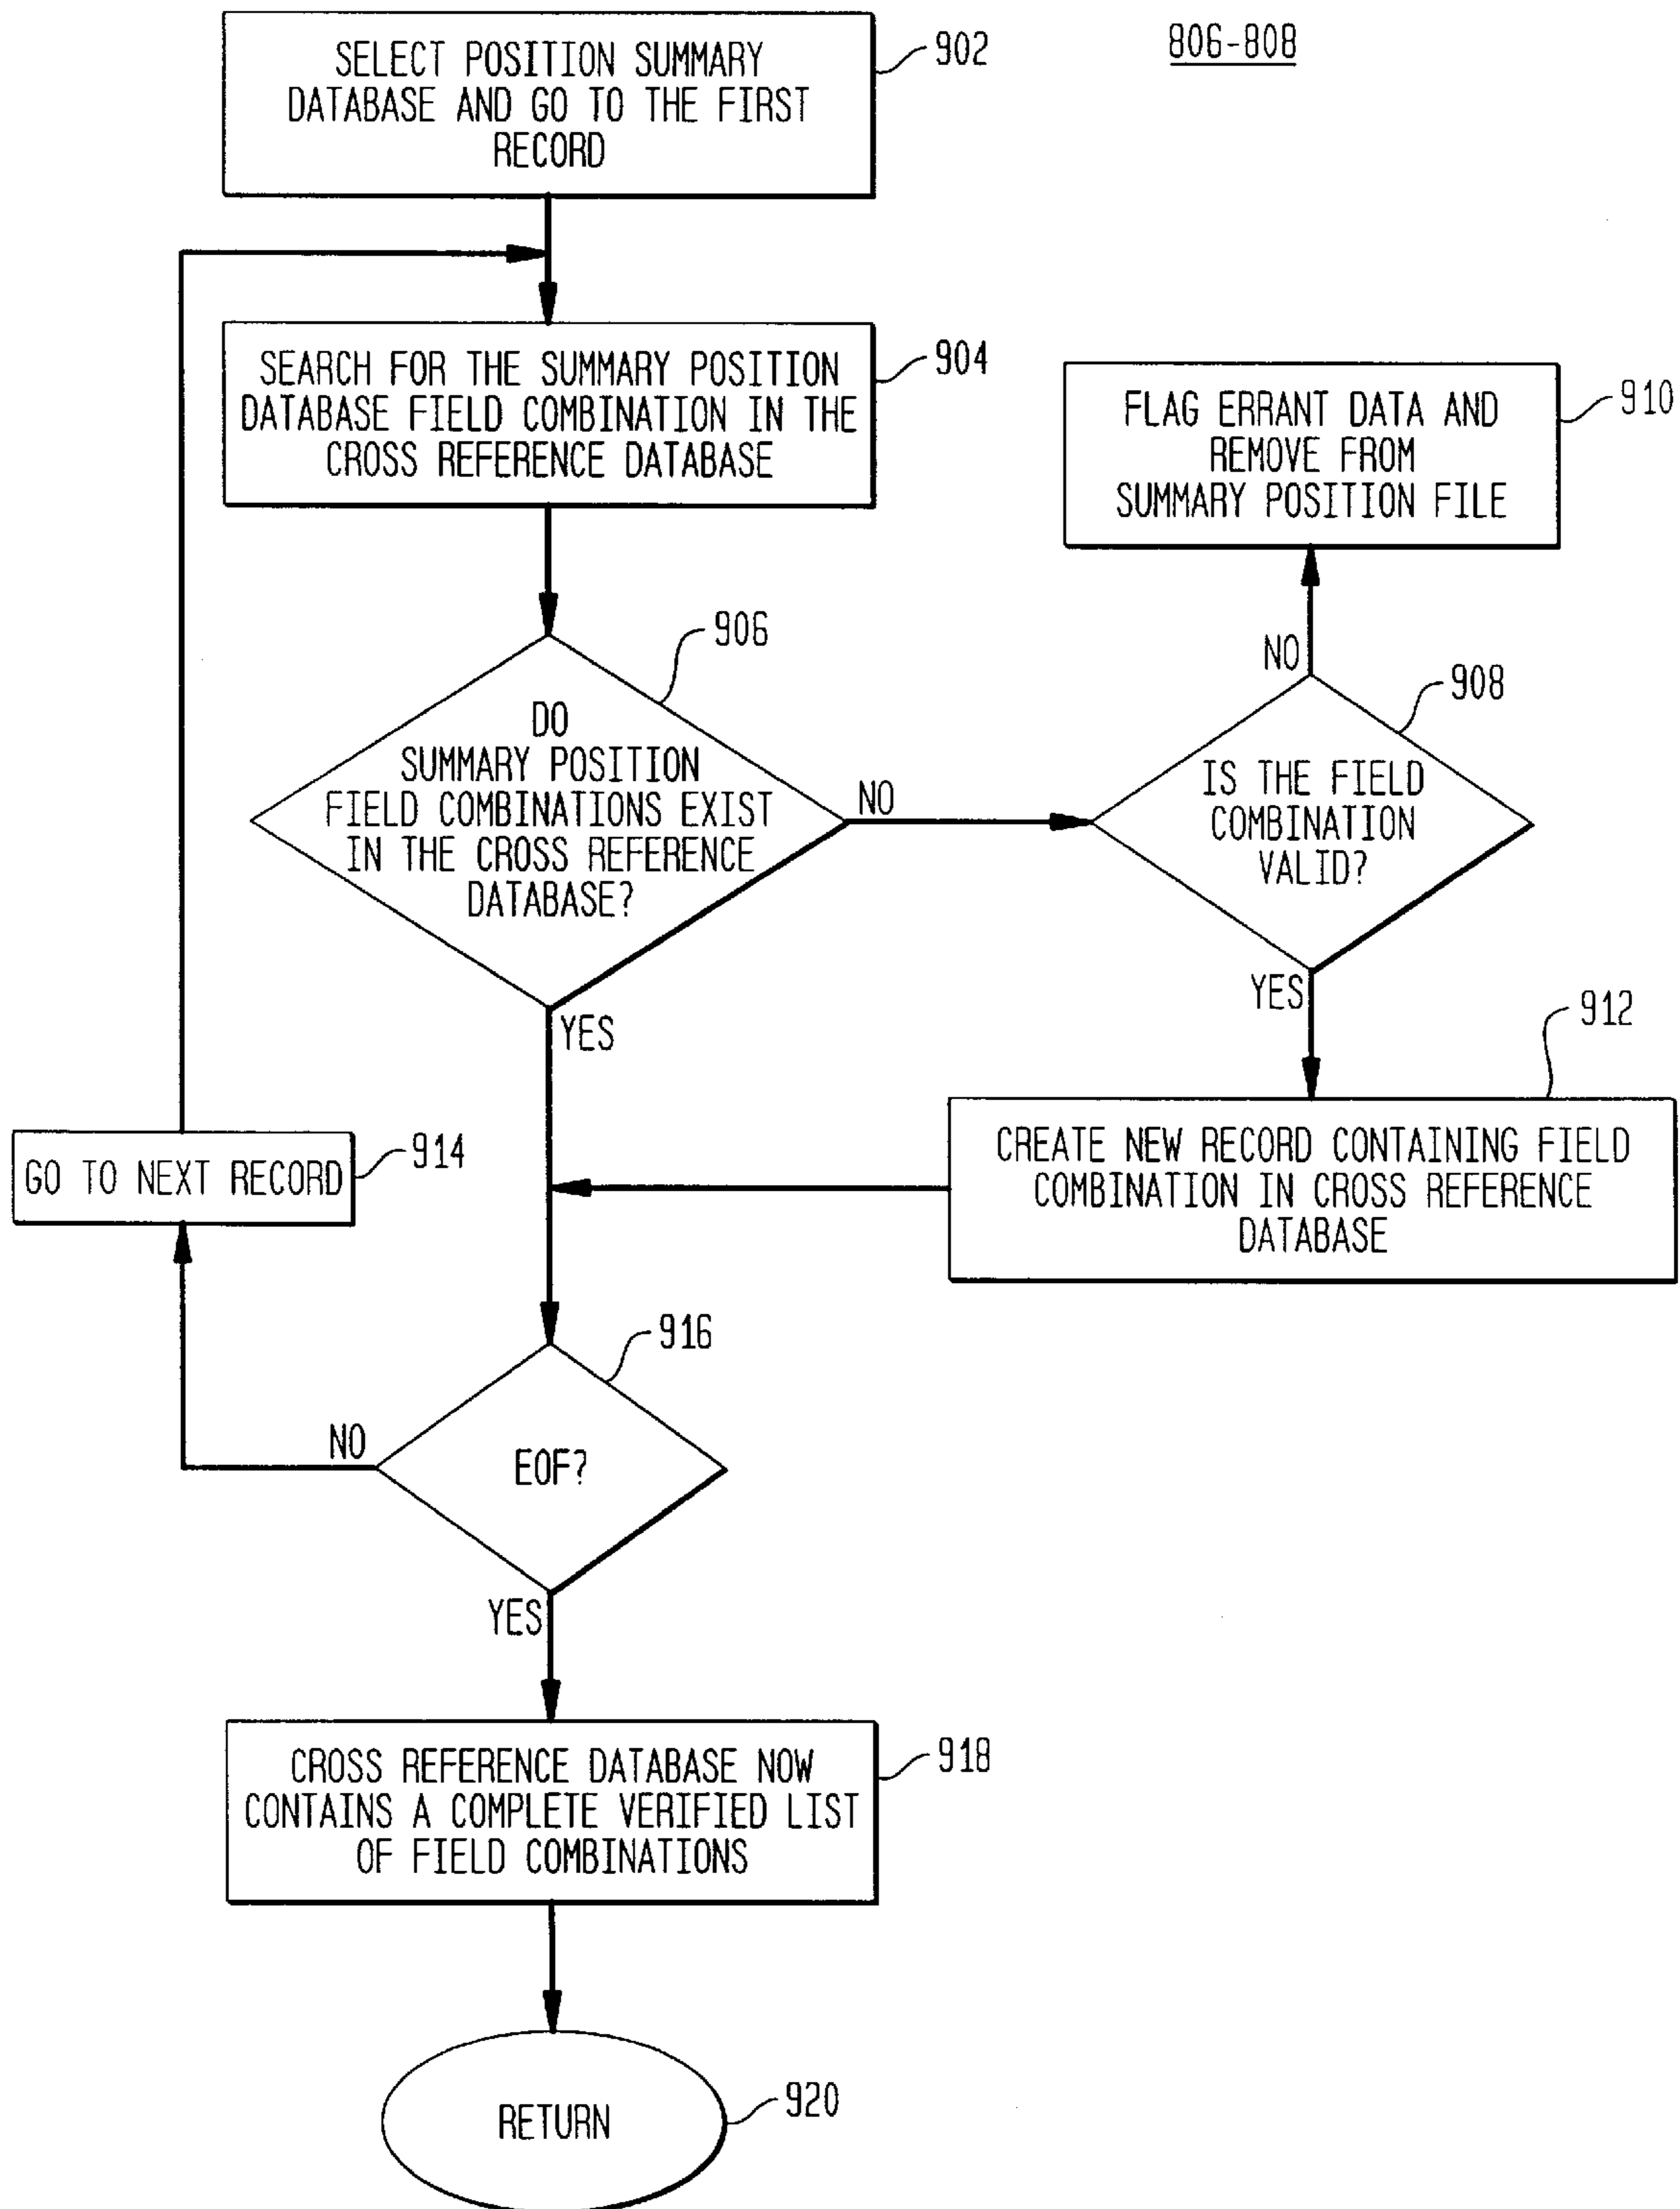 806-808
SELECT POSITION SUMMARY
DATABASE AND GO TO THE FIRST
RECORD
902
SEARCH FOR THE SUMMARY POSITION
DATABASE FIELD COMBINATION IN THE
CROSS REFERENCE DATABASE
904
FLAG ERRANT DATA AND
REMOVE FROM
SUMMARY POSITION FILE
910
DO
SUMMARY POSITION
FIELD COMBINATIONS EXIST
IN THE CROSS REFERENCE
DATABASE?
906
NO
YES
IS THE FIELD
COMBINATION
VALID?
908
NO
YES
CREATE NEW RECORD CONTAINING FIELD
COMBINATION IN CROSS REFERENCE
DATABASE
912
GO TO NEXT RECORD
914
EOF?
916
NO
YES
CROSS REFERENCE DATABASE NOW
CONTAINS A COMPLETE VERIFIED LIST
OF FIELD COMBINATIONS
918
RETURN
920